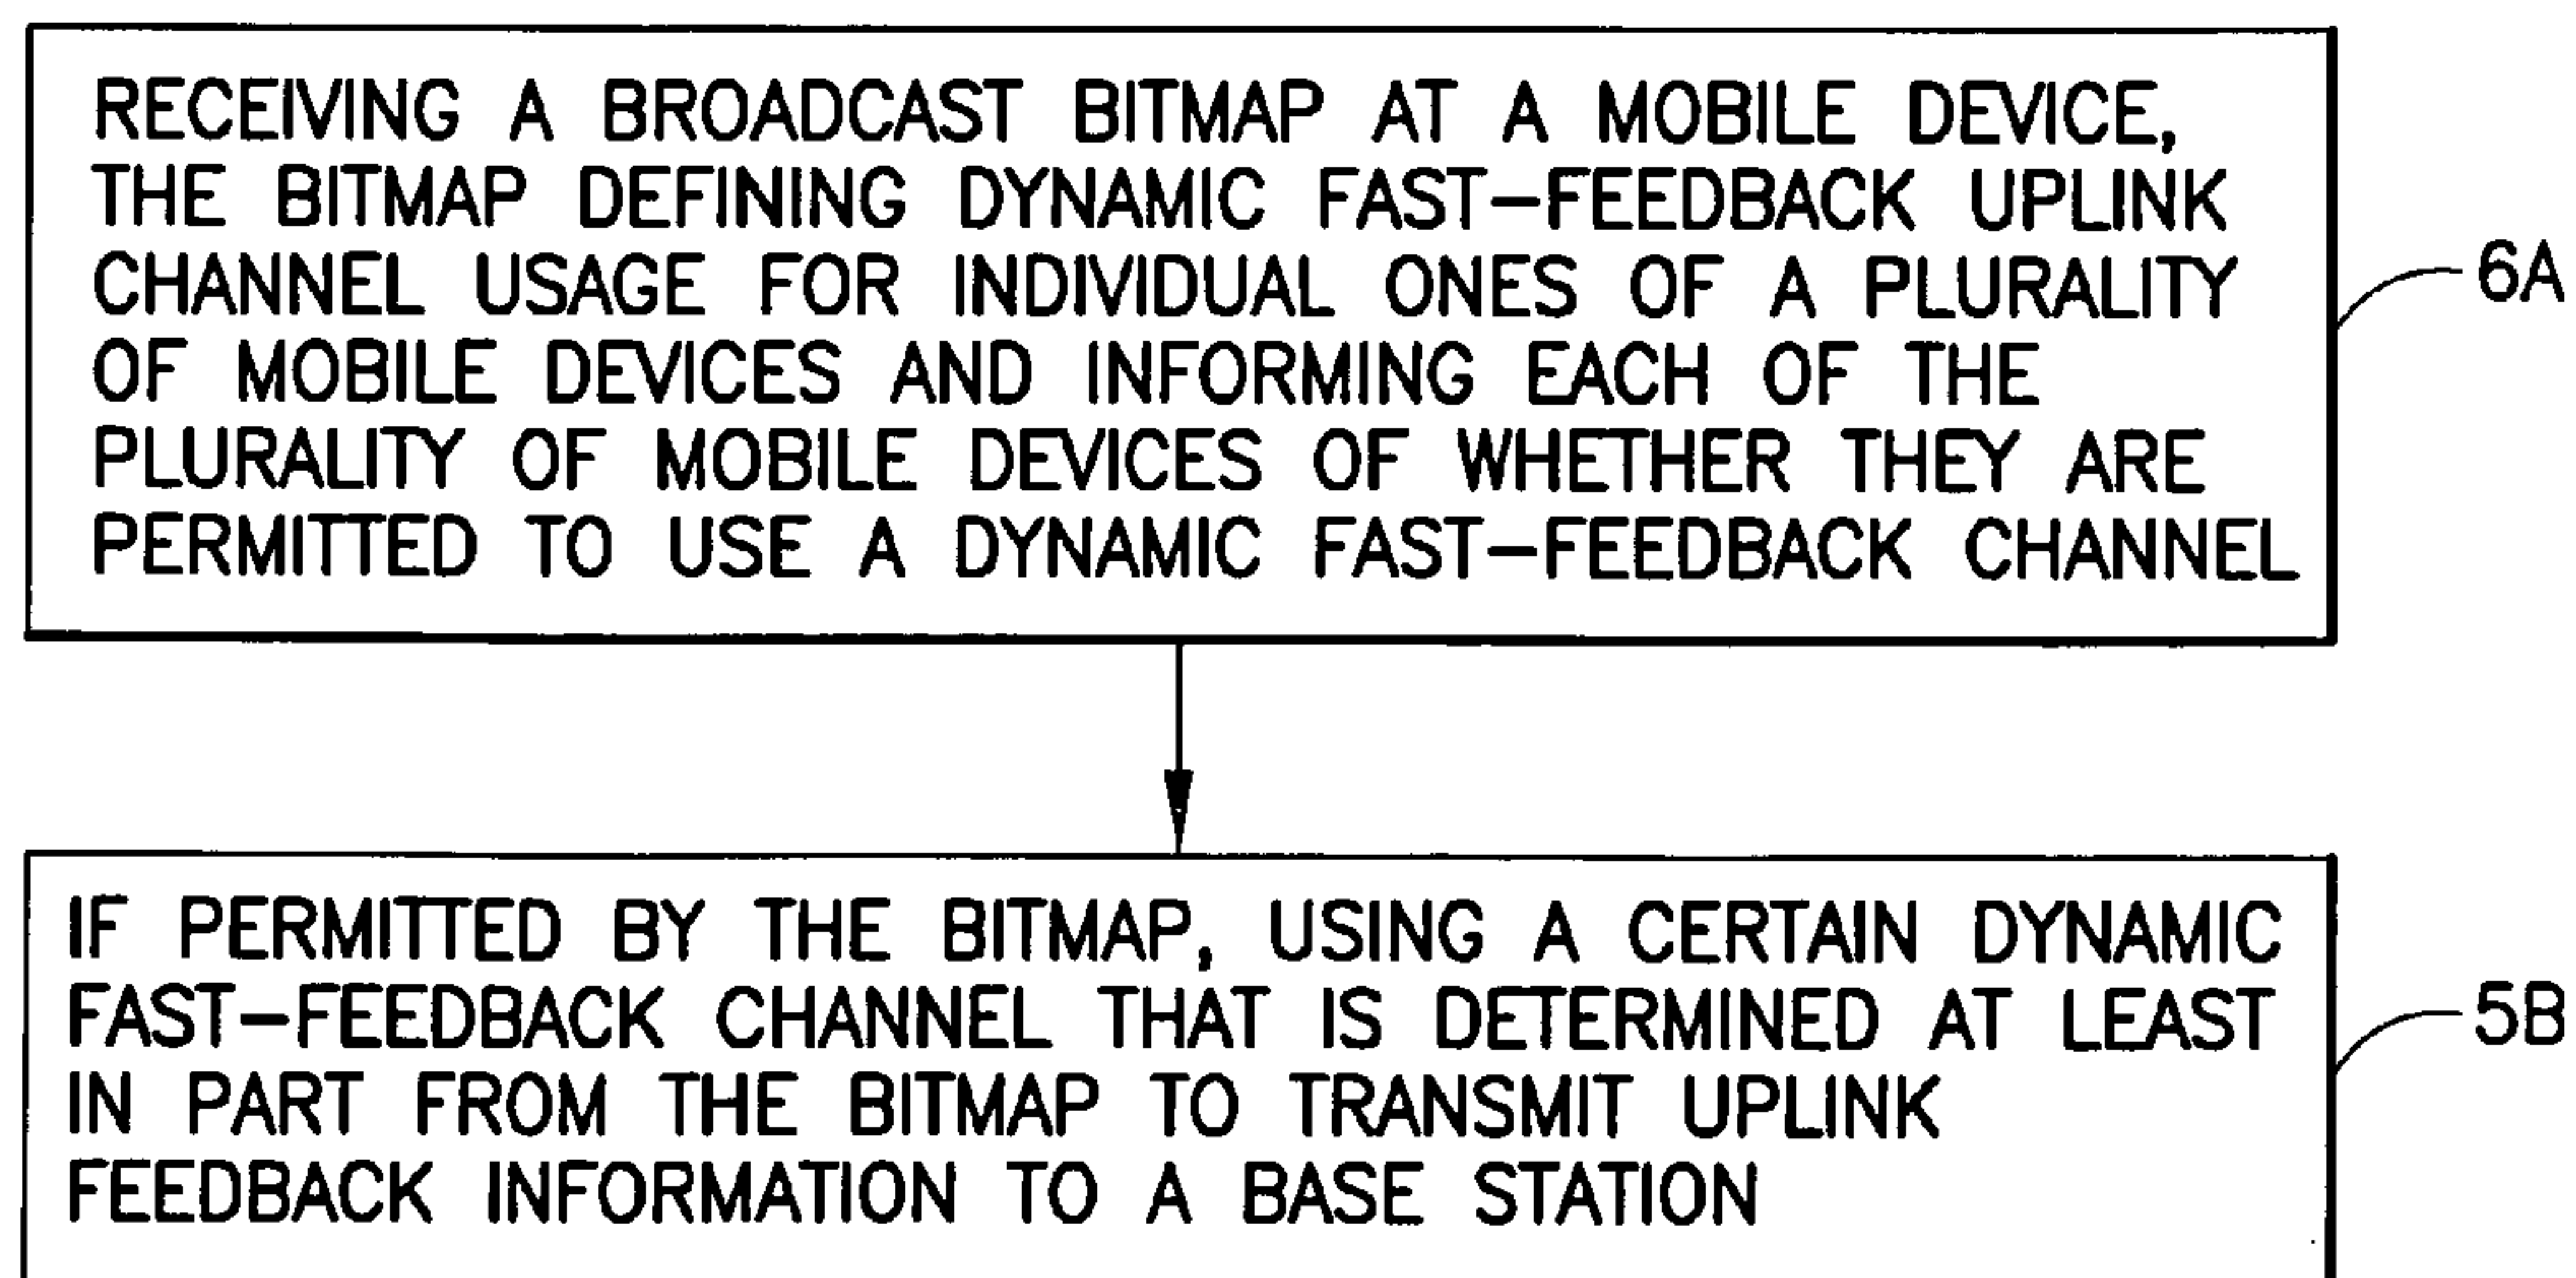 RECEIVING A BROADCAST BITMAP AT A MOBILE DEVICE,
THE BITMAP DEFINING DYNAMIC FAST-FEEDBACK UPLINK
CHANNEL USAGE FOR INDIVIDUAL ONES OF A PLURALITY
OF MOBILE DEVICES AND INFORMING EACH OF THE
PLURALITY OF MOBILE DEVICES OF WHETHER THEY ARE
PERMITTED TO USE A DYNAMIC FAST-FEEDBACK CHANNEL
6A
IF PERMITTED BY THE BITMAP, USING A CERTAIN DYNAMIC
FAST-FEEDBACK CHANNEL THAT IS DETERMINED AT LEAST
IN PART FROM THE BITMAP TO TRANSMIT UPLINK
FEEDBACK INFORMATION TO A BASE STATION
5B